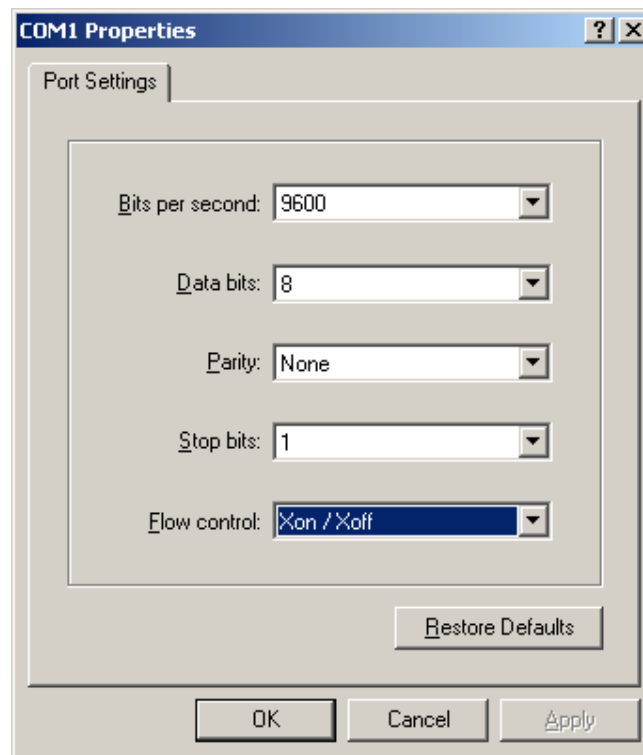 COM1 Properties
Port Settings
Bits per second: 9600
Data bits: 8
Parity: None
Stop bits: 1
Flow control: Xon / Xoff
Restore Defaults
OK Cancel Apply